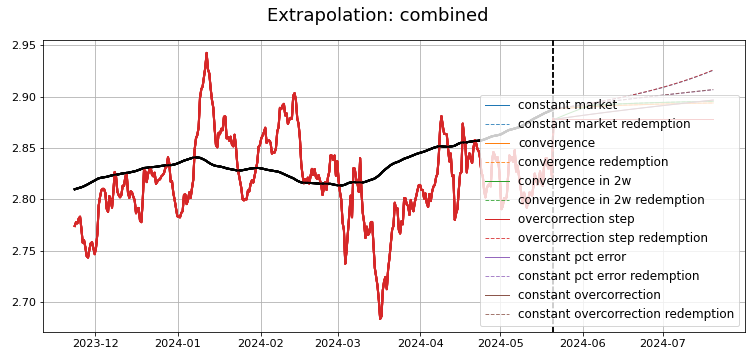 Extrapolation: combined
2.95
2.90
2.85
2.80
2.75
2.70
constant market
constant market redemption
convergence
convergence redemption
convergence in 2w
convergence in 2w redemption
overcorrection step
overcorrection step redemption
constant pct error
constant pct error redemption
constant overcorrection
constant overcorrection redemption
2023-12 2024-01 2024-02 2024-03 2024-04 2024-05 2024-06 2024-07